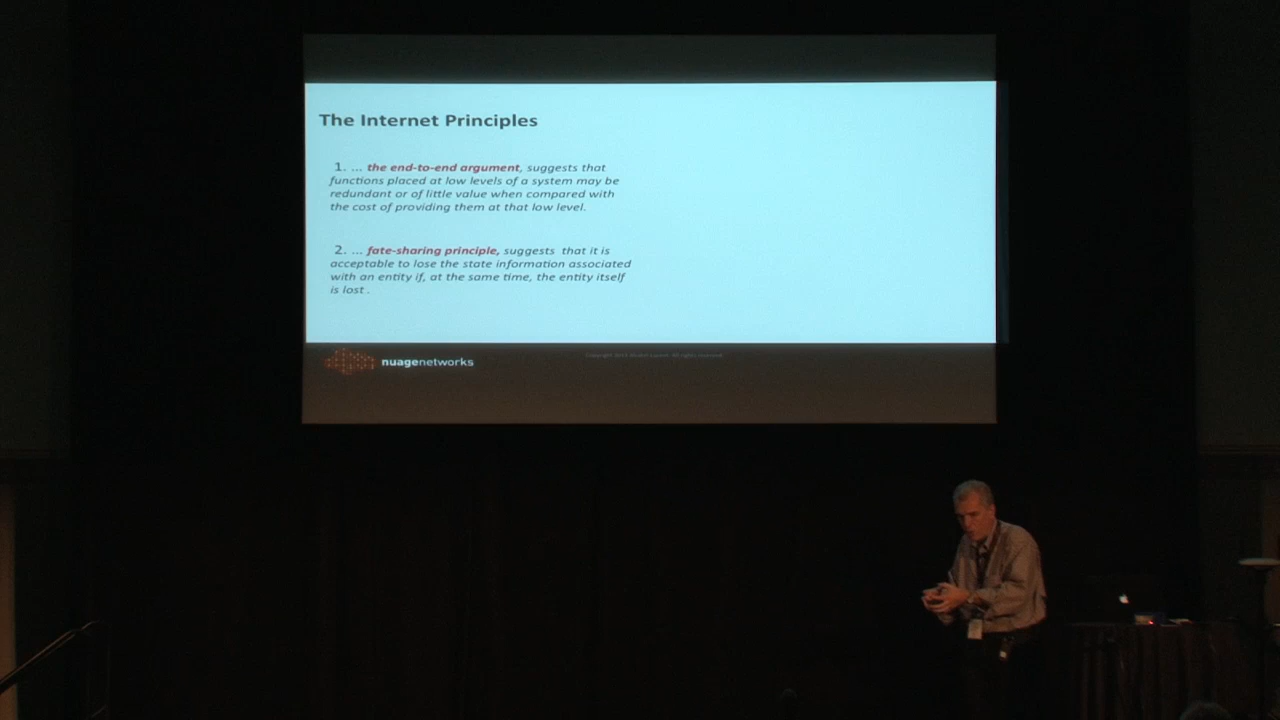 The Internet Principles
1. ... the end-to-end argument, suggests that
functions placed at low levels of a system may be
redundant or of little value when compared with
the cost of providing them at that low level.
2. ... fate-sharing principle, suggests that it is
acceptable to lose the state information associated
with an entity if, at the same time, the entity itself
is lost .
nuagenetworks
All rights reserved